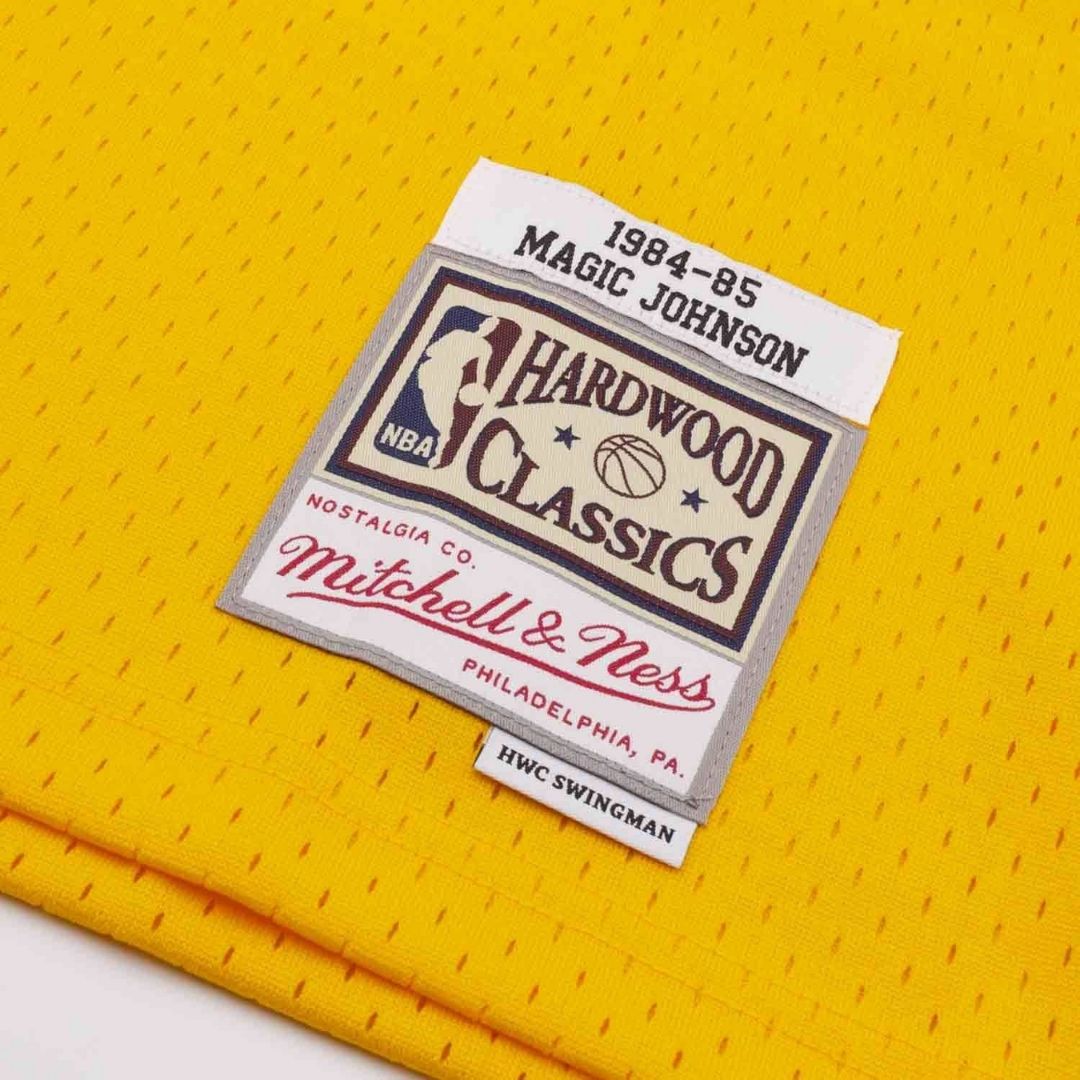 1984-85
MAGIC JOHNSON
HARDWOOD
CLASSICS
NBA
NOSTALGIA CO.
Mitchell & Ness
PHILADELPHIA, PA.
HWC SWINGMAN